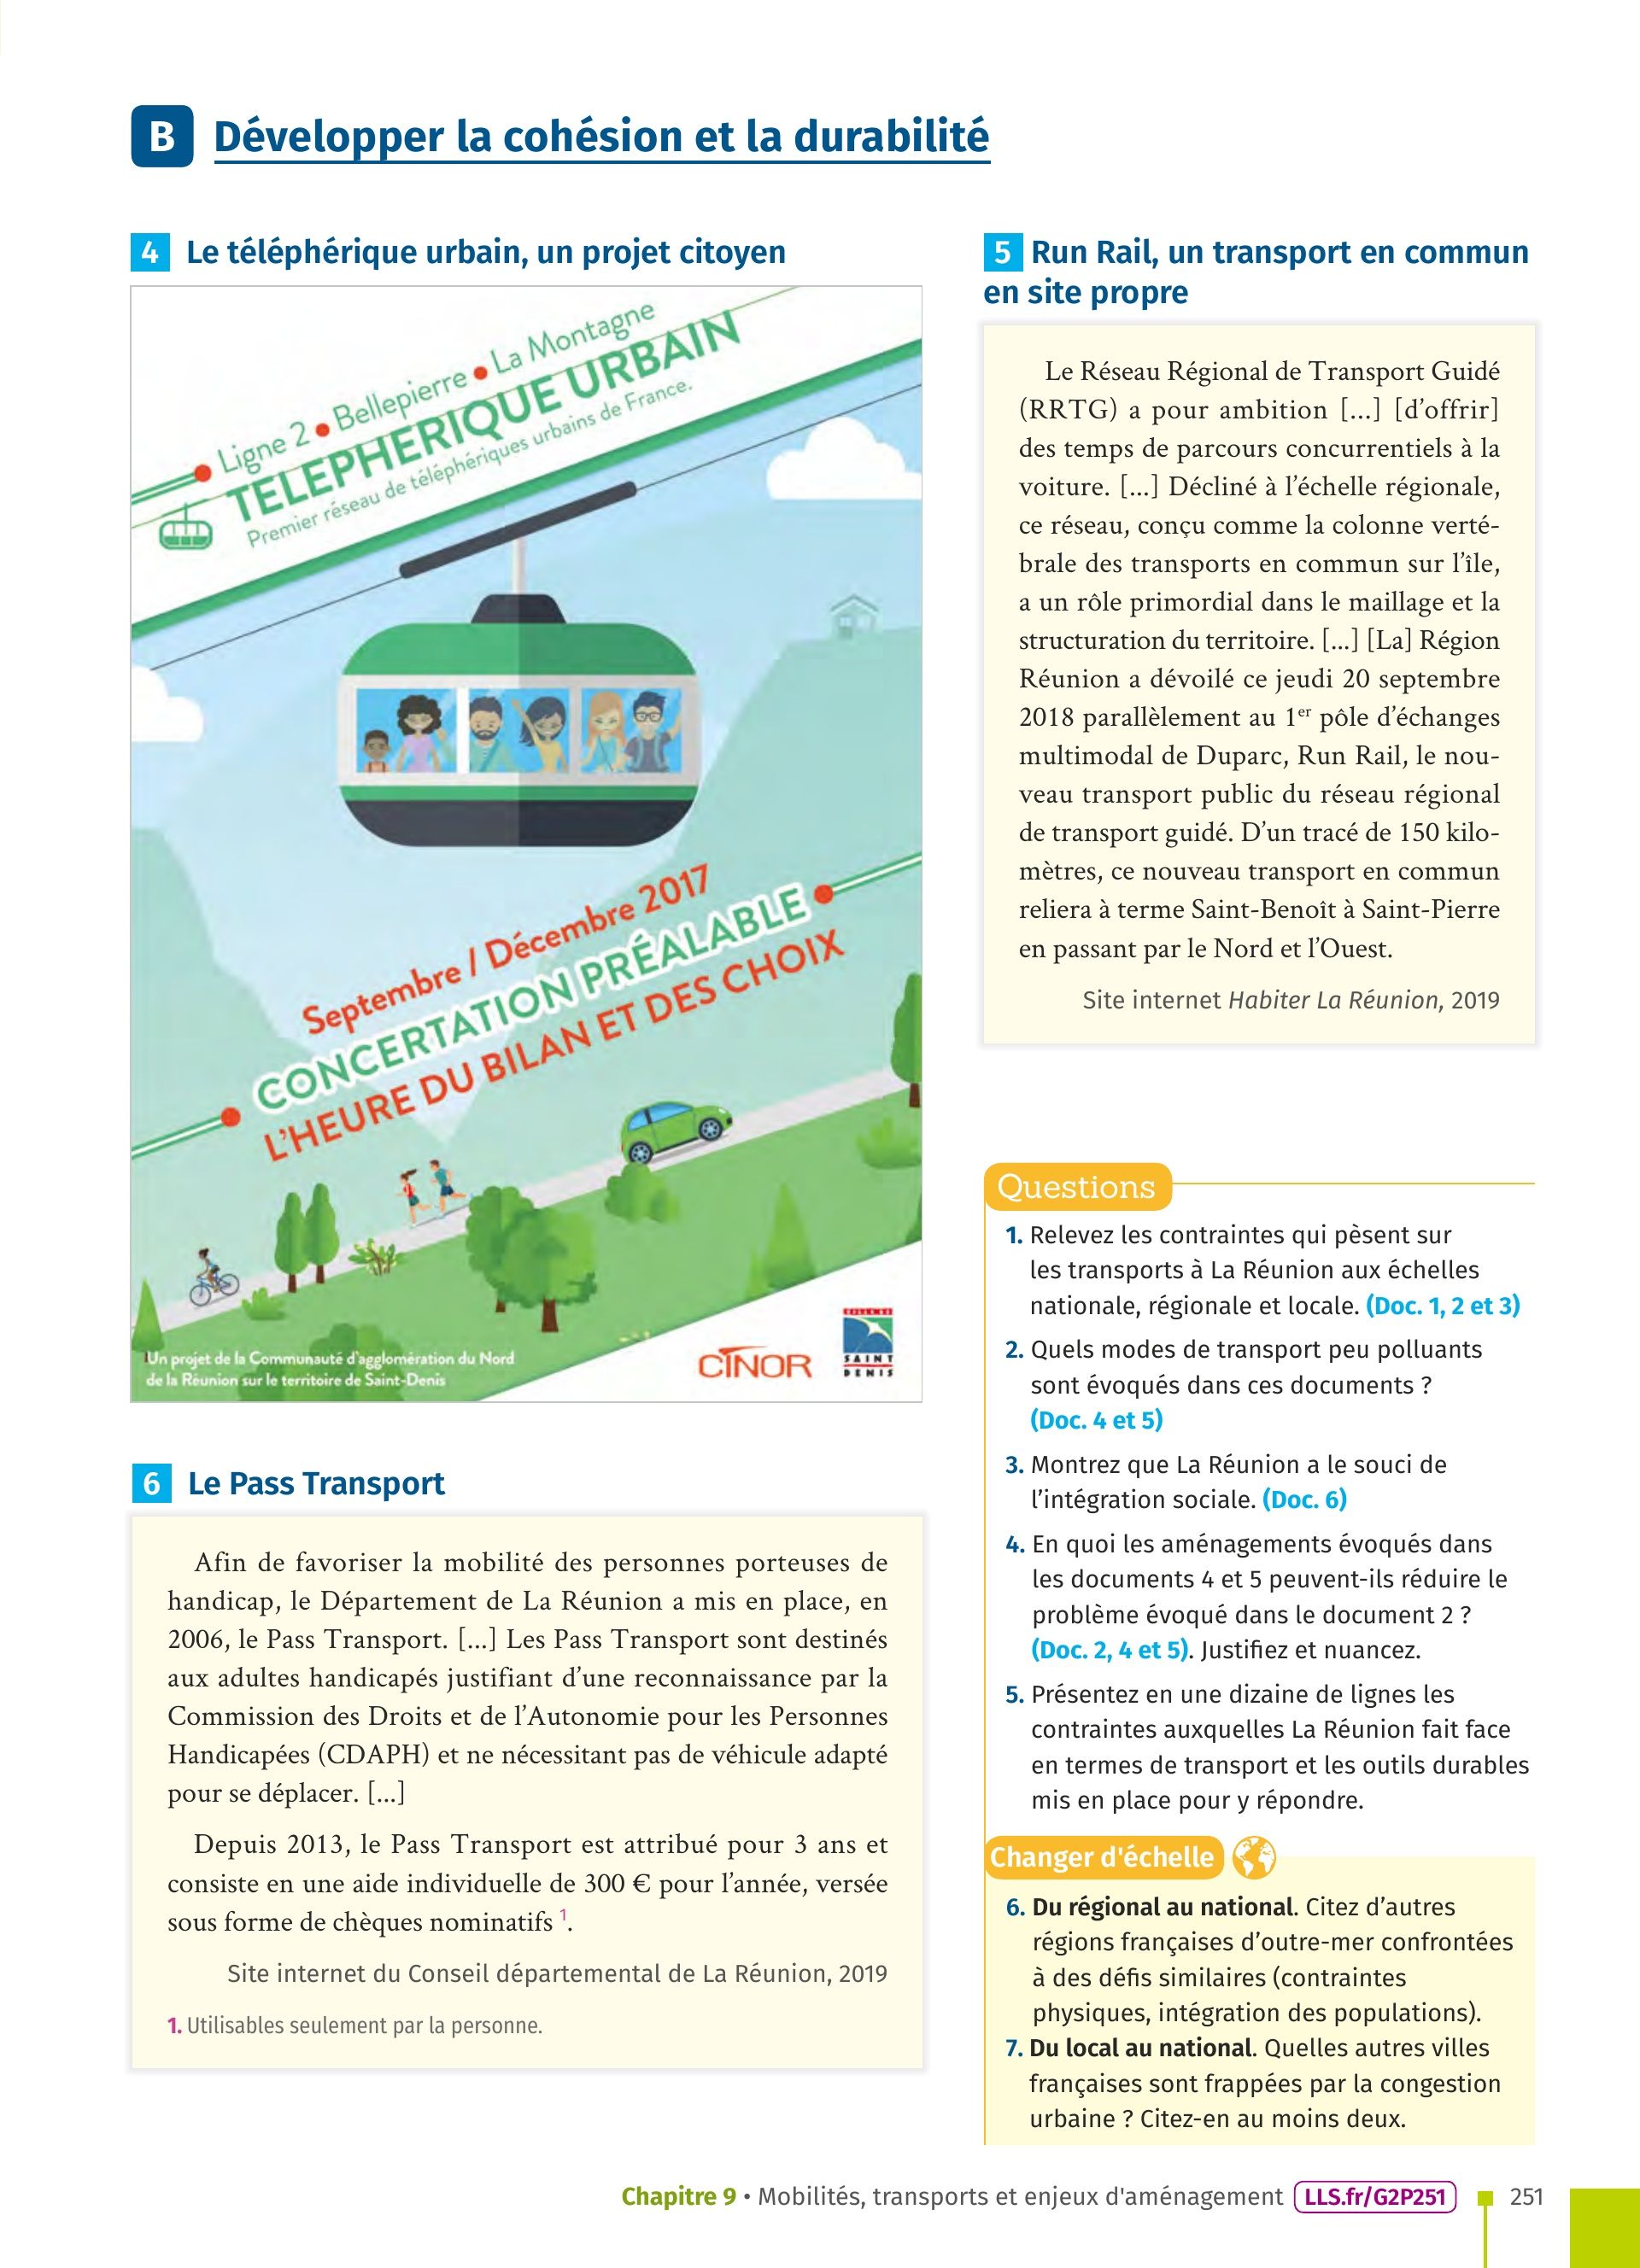 B Développer la cohésion et la durabilité
4 Le téléphérique urbain, un projet citoyen
Ligne 2 • Bellepierre • La Montagne
TELEPHERIQUE URBAIN
Premier réseau de téléphériques urbains de France.
Septembre / Décembre 2017
CONCERTATION PRÉALABLE
L'HEURE DU BILAN ET DES CHOIX
Un projet de la Communauté d'agglomération du Nord
de la Réunion sur le territoire de Saint-Denis
CINOR
VILLE DE
SAINT
DENIS
5 Run Rail, un transport en commun
en site propre
Le Réseau Régional de Transport Guidé
(RRTG) a pour ambition [...] [d'offrir]
des temps de parcours concurrentiels à la
voiture. [...] Décliné à l'échelle régionale,
ce réseau, conçu comme la colonne verté-
brale des transports en commun sur l'île,
a un rôle primordial dans le maillage et la
structuration du territoire. [...] [La] Région
Réunion a dévoilé ce jeudi 20 septembre
2018 parallèlement au 1er pôle d'échanges
multimodal de Duparc, Run Rail, le nou-
veau transport public du réseau régional
de transport guidé. D'un tracé de 150 kilo-
mètres, ce nouveau transport en commun
reliera à terme Saint-Benoît à Saint-Pierre
en passant par le Nord et l'Ouest.
Site internet Habiter La Réunion, 2019
6 Le Pass Transport
Afin de favoriser la mobilité des personnes porteuses de
handicap, le Département de La Réunion a mis en place, en
2006, le Pass Transport. [...] Les Pass Transport sont destinés
aux adultes handicapés justifiant d'une reconnaissance par la
Commission des Droits et de l'Autonomie pour les Personnes
Handicapées (CDAPH) et ne nécessitant pas de véhicule adapté
pour se déplacer. [...]
Depuis 2013, le Pass Transport est attribué pour 3 ans et
consiste en une aide individuelle de 300 € pour l'année, versée
sous forme de chèques nominatifs 1.
Site internet du Conseil départemental de La Réunion, 2019
1. Utilisables seulement par la personne.
Questions
1. Relevez les contraintes qui pèsent sur
les transports à La Réunion aux échelles
nationale, régionale et locale. (Doc. 1, 2 et 3)
2. Quels modes de transport peu polluants
sont évoqués dans ces documents ?
(Doc. 4 et 5)
3. Montrez que La Réunion a le souci de
l'intégration sociale. (Doc. 6)
4. En quoi les aménagements évoqués dans
les documents 4 et 5 peuvent-ils réduire le
problème évoqué dans le document 2 ?
(Doc. 2, 4 et 5). Justifiez et nuancez.
5. Présentez en une dizaine de lignes les
contraintes auxquelles La Réunion fait face
en termes de transport et les outils durables
mis en place pour y répondre.
Changer d'échelle
6. Du régional au national. Citez d'autres
régions françaises d'outre-mer confrontées
à des défis similaires (contraintes
physiques, intégration des populations).
7. Du local au national. Quelles autres villes
françaises sont frappées par la congestion
urbaine ? Citez-en au moins deux.
Chapitre 9 • Mobilités, transports et enjeux d'aménagement LLS.fr/G2P251 251